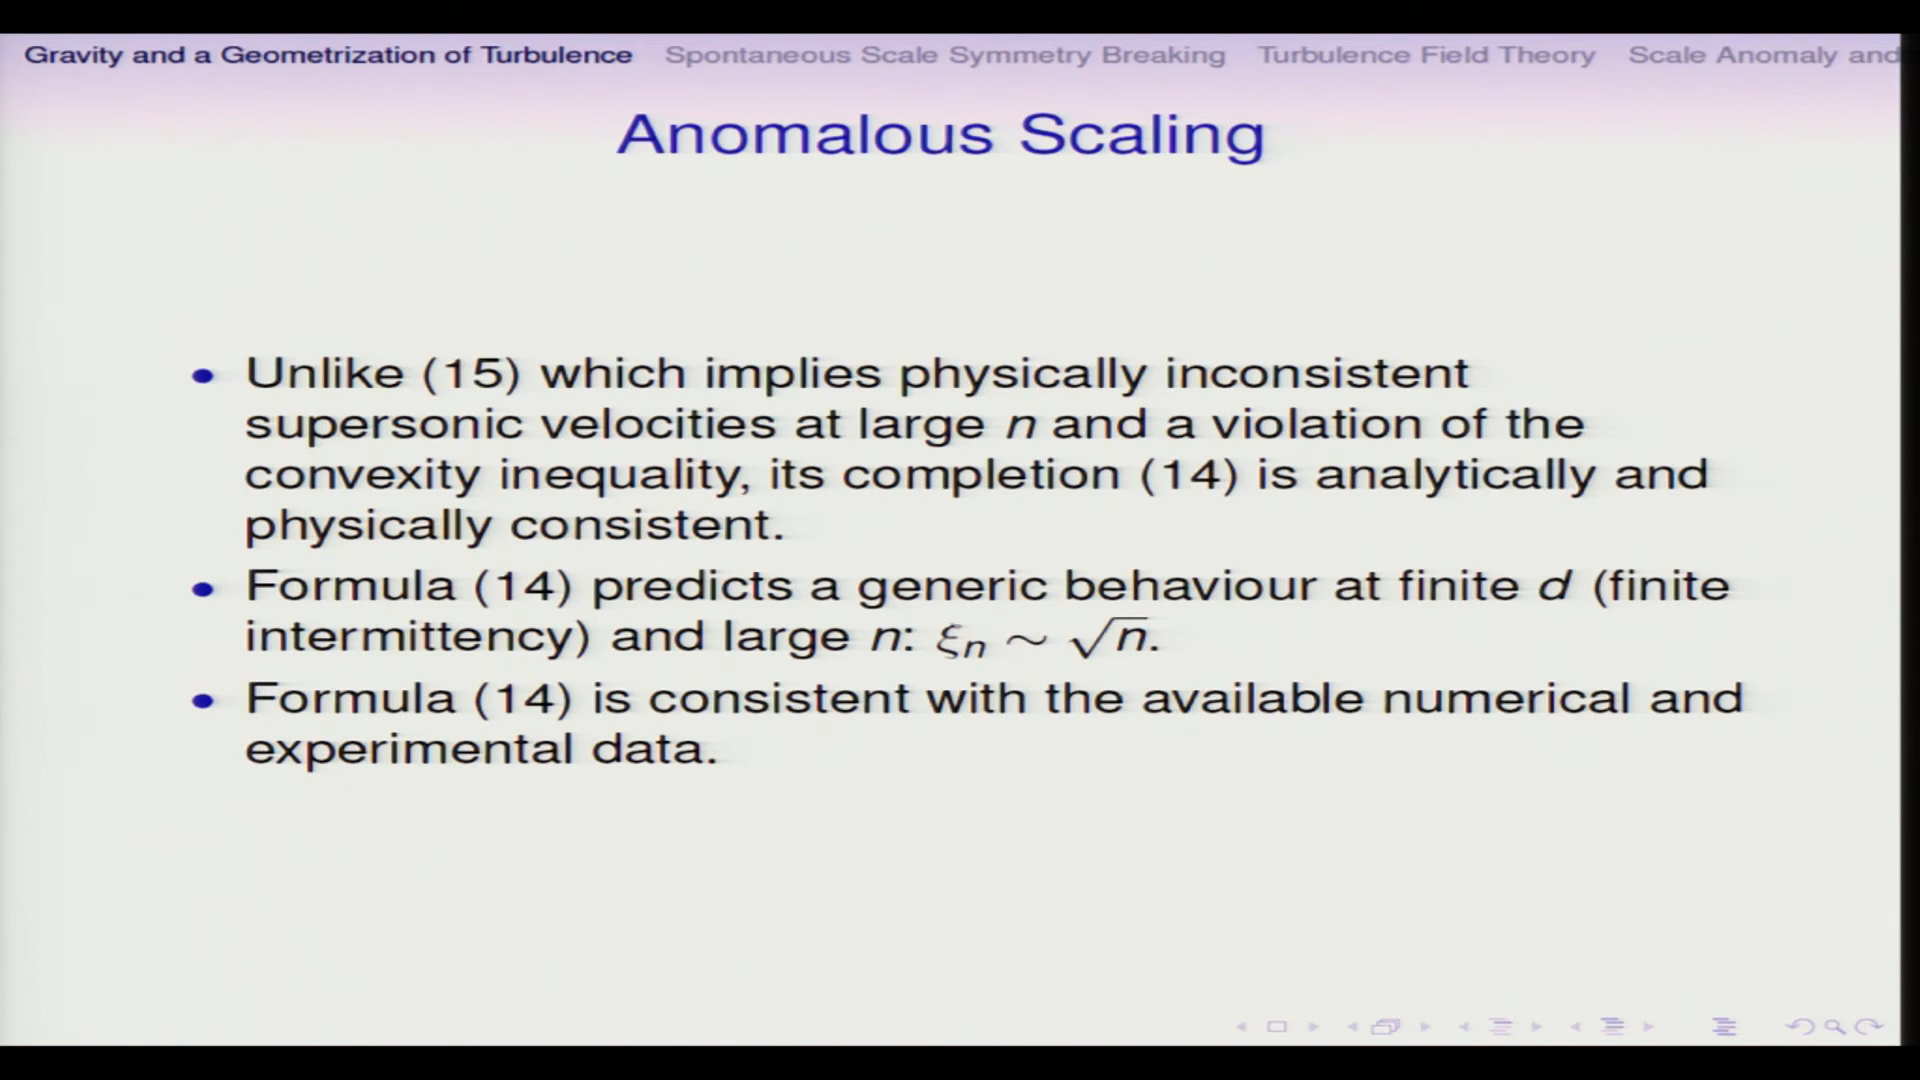 Gravity and a Geometrization of Turbulence Spontaneous Scale Symmetry Breaking Turbulence Field Theory Scale Anomaly and
Anomalous Scaling
• Unlike (15) which implies physically inconsistent
supersonic velocities at large n and a violation of the
convexity inequality, its completion (14) is analytically and
physically consistent.
• Formula (14) predicts a generic behaviour at finite d (finite
intermittency) and large n: ξₙ ∼ √n.
• Formula (14) is consistent with the available numerical and
experimental data.